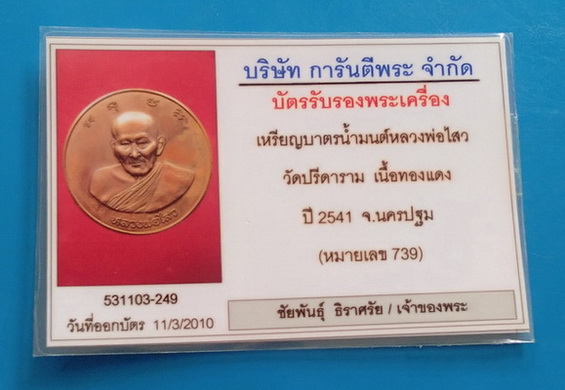 บริษัท การันตีพระ จำกัด
บัตรรับรองพระเครื่อง
เหรียญบาตรน้ำมนต์หลวงพ่อไสว
วัดปรีดาราม เนื้อทองแดง
ปี 2541 จ.นครปฐม
(หมายเลข 739)
ชัยพันธุ์ ธิราศรัย / เจ้าของพระ
หลวงพ่อไสว
531103-249
วันที่ออกบัตร 11/3/2010